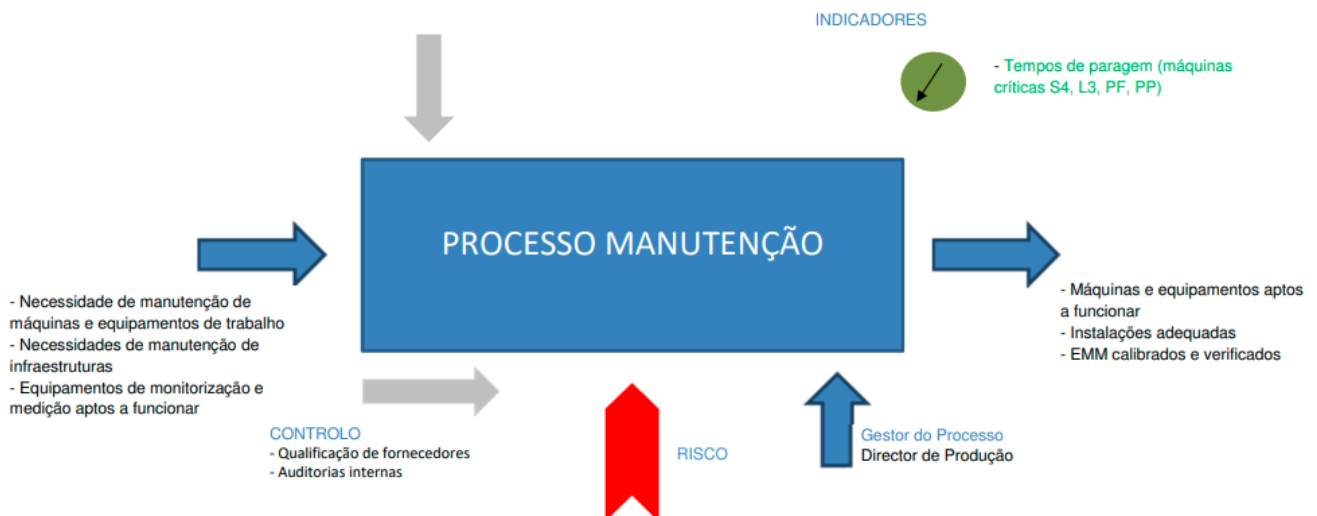 INDICADORES
- Tempos de paragem (máquinas
críticas S4, L3, PF, PP)
PROCESSO MANUTENÇÃO
- Necessidade de manutenção de
máquinas e equipamentos de trabalho
- Necessidades de manutenção de
infraestruturas
- Equipamentos de monitorização e
medição aptos a funcionar
- Máquinas e equipamentos aptos
a funcionar
- Instalações adequadas
- EMM calibrados e verificados
CONTROLO
- Qualificação de fornecedores
- Auditorias internas
RISCO
Gestor do Processo
Director de Produção